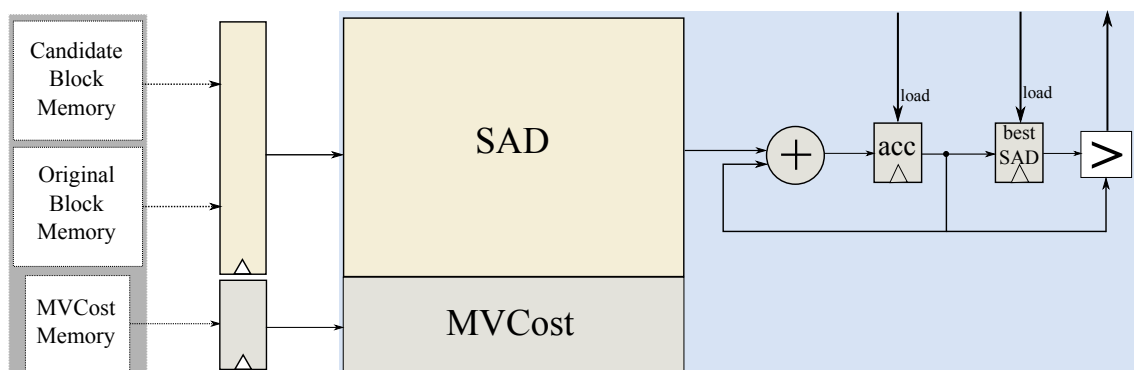 Candidate
Block
Memory
Original
Block
Memory
MVCost
Memory
SAD
MVCost
+
load
acc
load
best
SAD
>